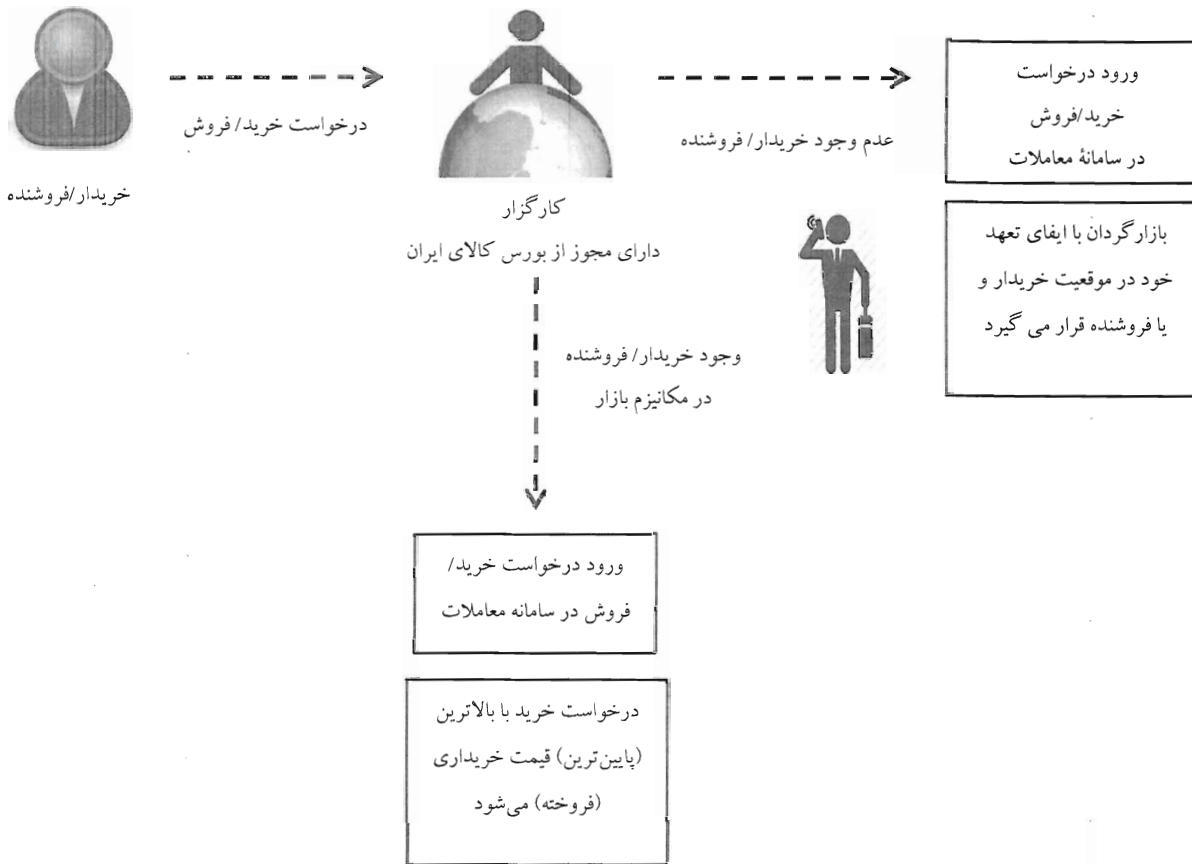 خریدار/فروشنده
درخواست خرید/ فروش
کارگزار
دارای مجوز از بورس کالای ایران
عدم وجود خریدار/ فروشنده
ورود درخواست
خرید/فروش
در سامانهٔ معاملات
بازارگردان با ایفای تعهد
خود در موقعیت خریدار و
یا فروشنده قرار می گیرد
وجود خریدار/ فروشنده
در مکانیزم بازار
ورود درخواست خرید/
فروش در سامانه معاملات
درخواست خرید با بالاترین
(پایین‌ترین) قیمت خریداری
(فروخته) می‌شود